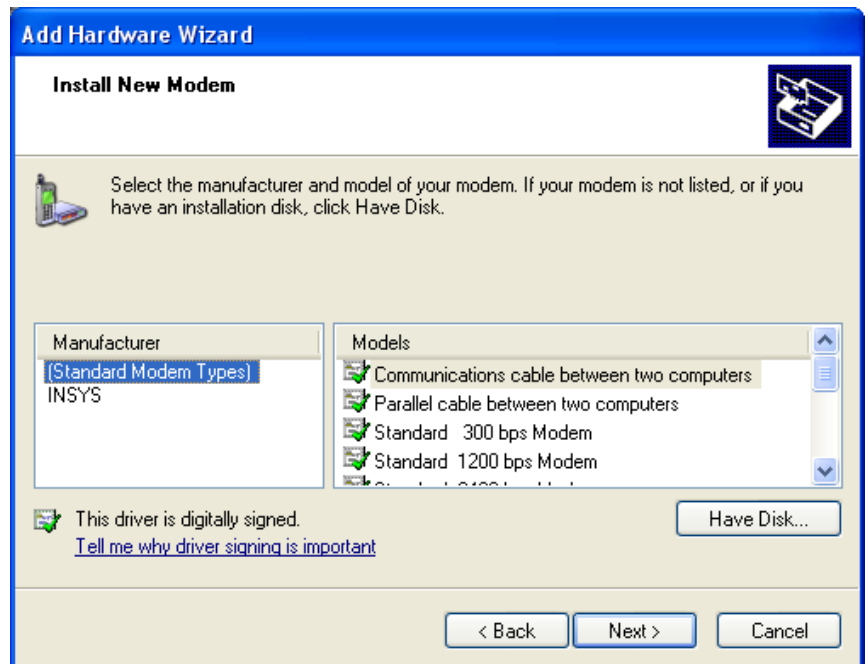 Add Hardware Wizard
Install New Modem
Select the manufacturer and model of your modem. If your modem is not listed, or if you
have an installation disk, click Have Disk.
Manufacturer
(Standard Modem Types)
INSYS
Models
Communications cable between two computers
Parallel cable between two computers
Standard   300 bps Modem
Standard  1200 bps Modem
This driver is digitally signed.
Tell me why driver signing is important
Have Disk...
< Back
Next >
Cancel